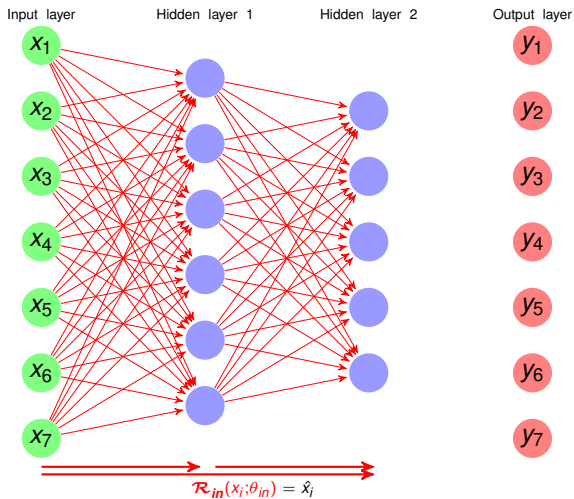 Input layer Hidden layer 1 Hidden layer 2 Output layer
x₁ y₁
x₂ y₂
x₃ y₃
x₄ y₄
x₅ y₅
x₆ y₆
x₇ y₇
𝓡ᵢₙ(xᵢ;θᵢₙ) = x̂ᵢ